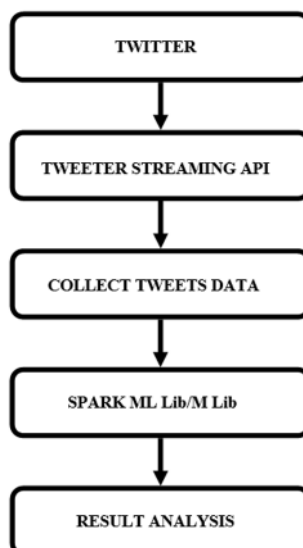 TWITTER
TWEETER STREAMING API
COLLECT TWEETS DATA
SPARK ML Lib/M Lib
RESULT ANALYSIS